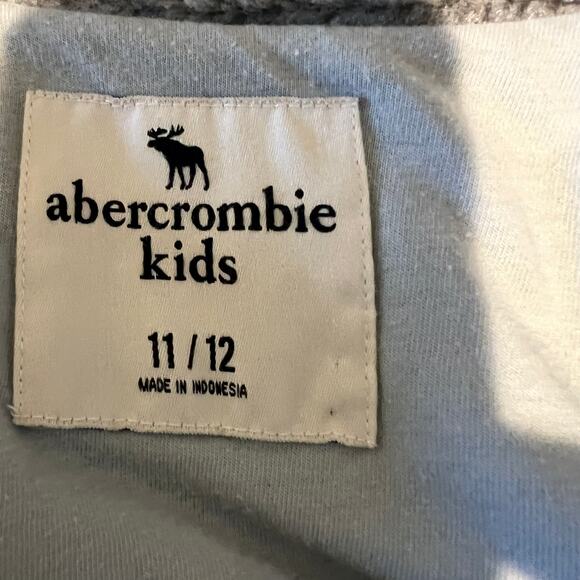 abercrombie
kids
11 / 12
MADE IN INDONESIA